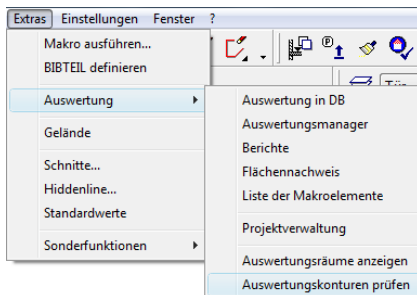 Extras Einstellungen Fenster ?
Makro ausführen...
BIBTEIL definieren
Auswertung
Gelände
Schnitte...
Hiddenline...
Standardwerte
Sonderfunktionen
Auswertung in DB
Auswertungsmanager
Berichte
Flächennachweis
Liste der Makroelemente
Projektverwaltung
Auswertungsräume anzeigen
Auswertungskonturen prüfen